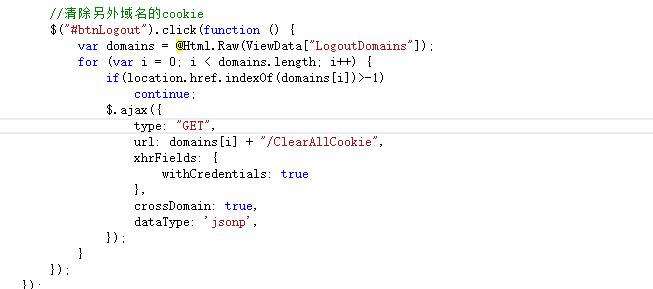 //清除另外域名的cookie
$("#btnLogout").click(function () {
var domains = @Html.Raw(ViewData["LogoutDomains"]);
for (var i = 0; i < domains.length; i++) {
if(location.href.indexOf(domains[i])>-1)
continue;
$.ajax({
type: "GET",
url: domains[i] + "/ClearAllCookie",
xhrFields: {
withCredentials: true
},
crossDomain: true,
dataType: 'jsonp',
});
}
});
});